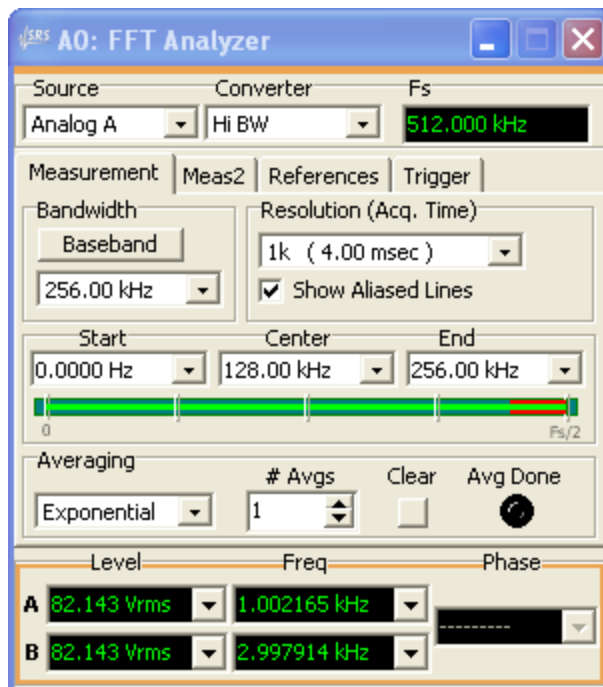 SRS A0: FFT Analyzer
Source Converter Fs
Analog A Hi BW 512.000 kHz
Measurement Meas2 References Trigger
Bandwidth Resolution (Acq. Time)
Baseband 1k ( 4.00 msec )
256.00 kHz Show Aliased Lines
Start Center End
0.0000 Hz 128.00 kHz 256.00 kHz
0 Fs/2
Averaging # Avgs Clear Avg Done
Exponential 1
Level Freq Phase
A 82.143 Vrms 1.002165 kHz ---------
B 82.143 Vrms 2.997914 kHz